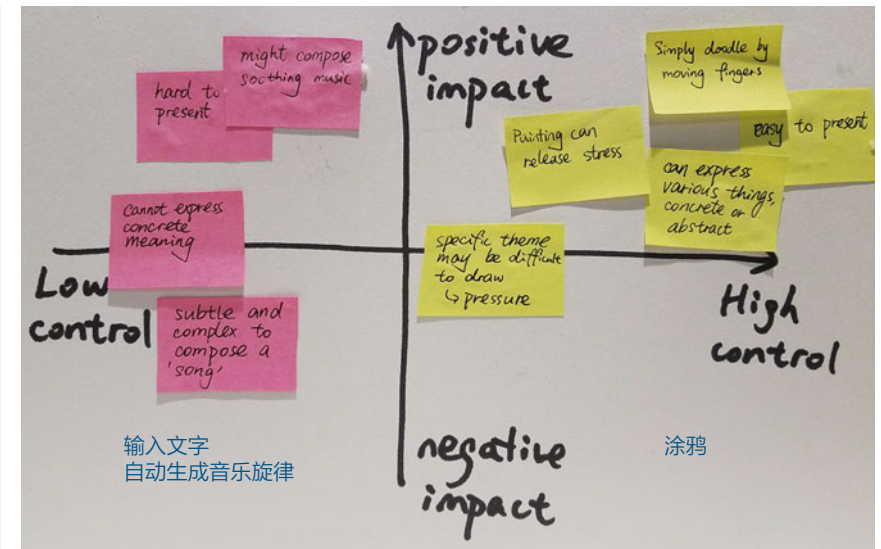 might compose
soothing music
hard to
present
positive
impact
Simply doodle by
moving fingers
Painting can
release stress
easy to present
can express
various things,
concrete or
abstract
cannot express
concrete
meaning
specific theme
may be difficult
to draw
↳ pressure
Low
control
High
control
subtle and
complex to
compose a
'song'
输入文字
自动生成音乐旋律
涂鸦
negative
impact